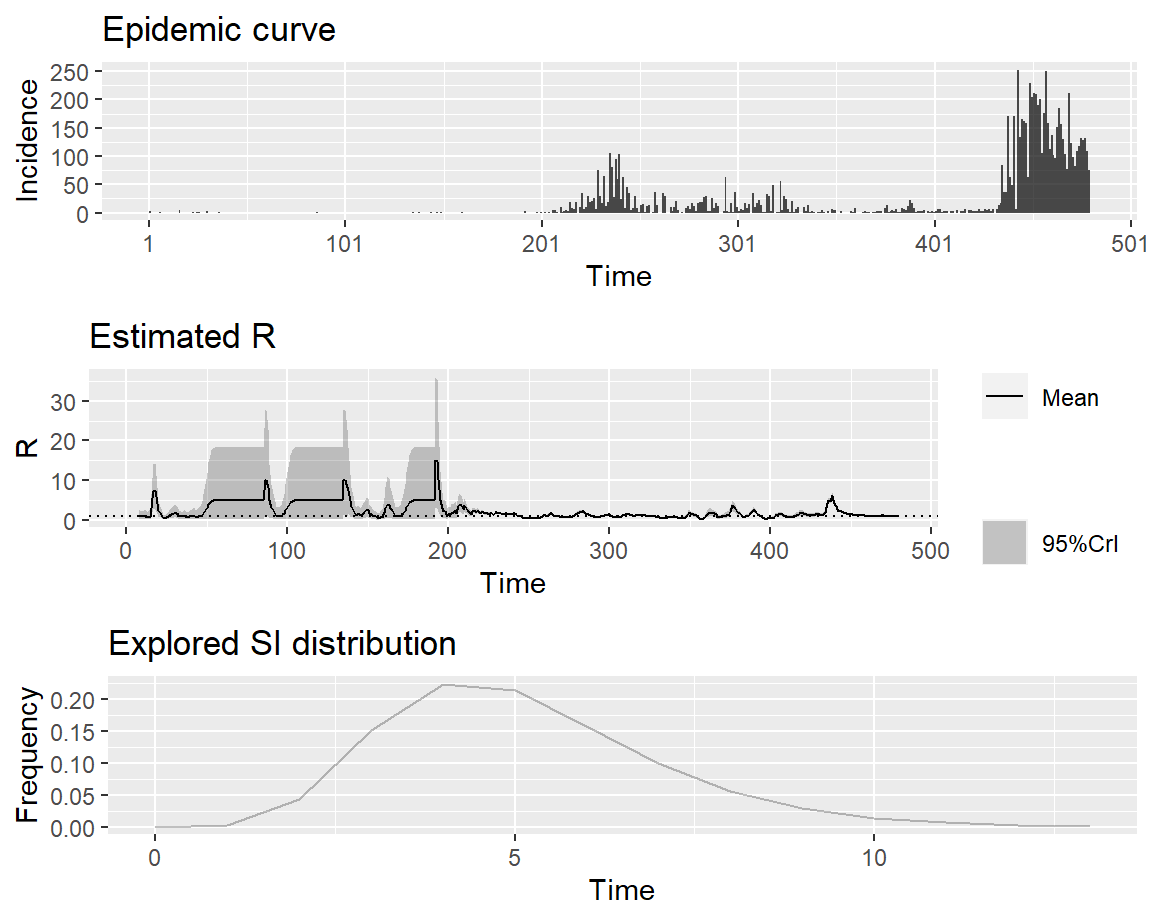 Epidemic curve
Incidence
250
200
150
100
50
0
1 101 201 301 401 501
Time
Estimated R
R
30
20
10
0
0 100 200 300 400 500
Time
Mean
95%CrI
Explored SI distribution
Frequency
0.20
0.15
0.10
0.05
0.00
0 5 10
Time